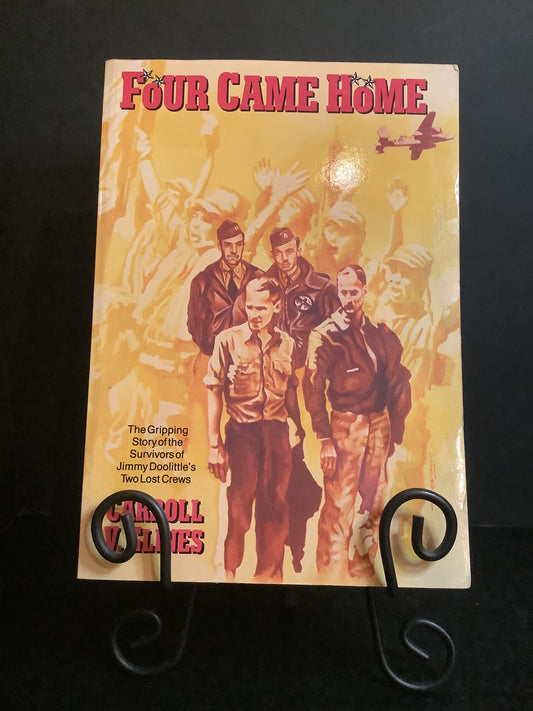 FOUR CAME HOME
The Gripping
Story of the
Survivors of
Jimmy Doolittle's
Two Lost Crews
CARROLL
V. GLINES